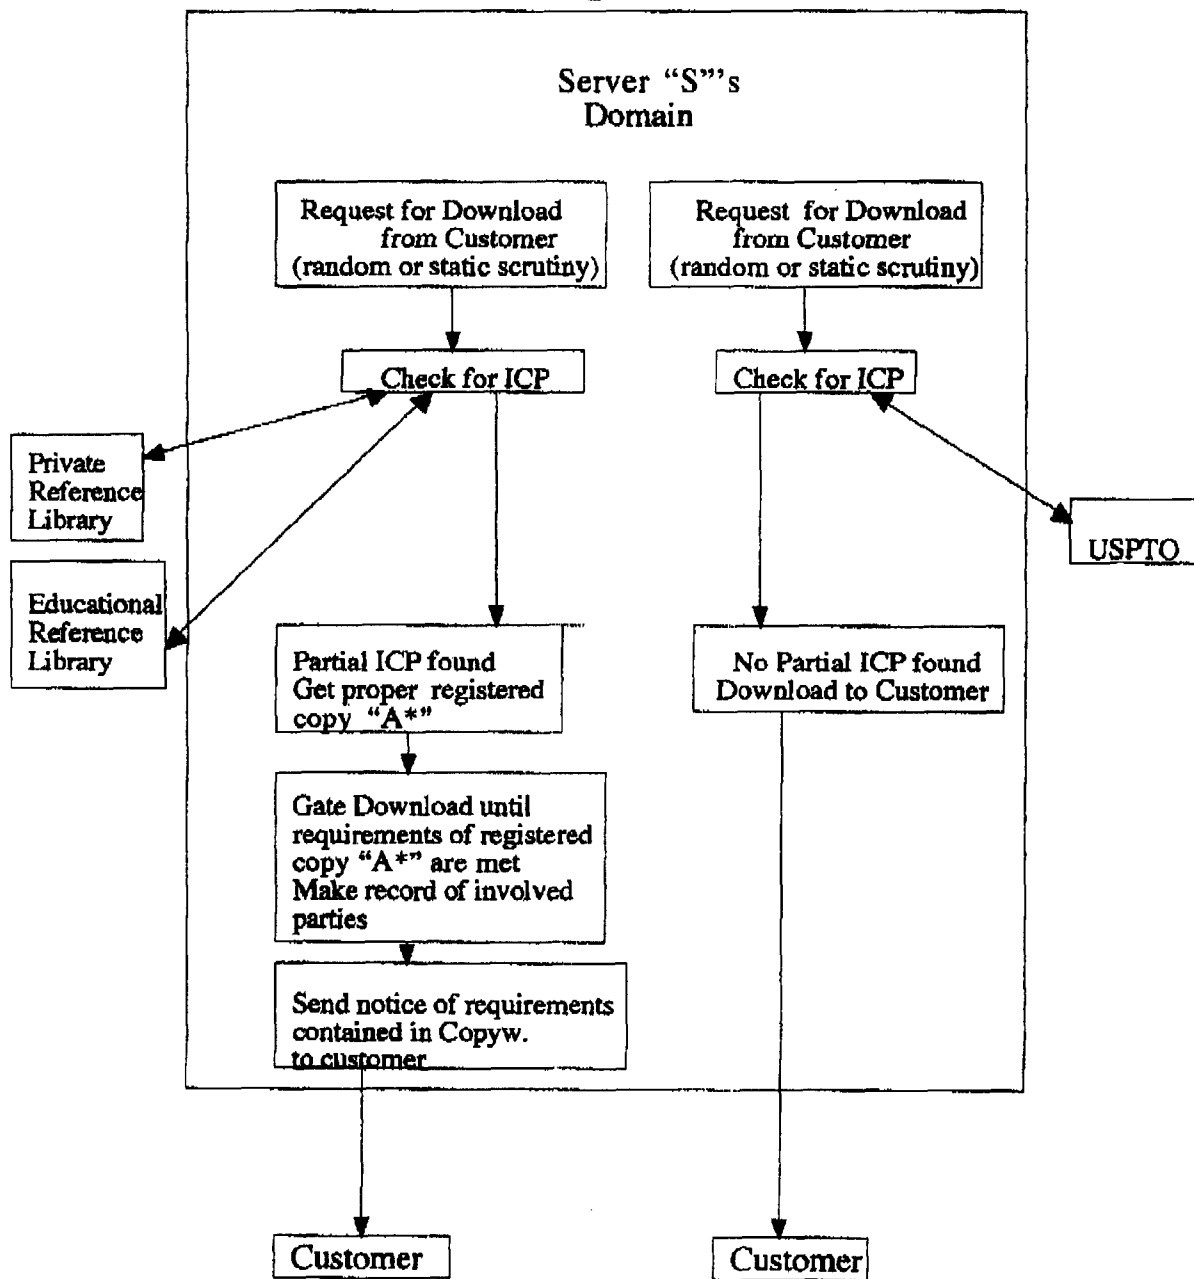 Server “S”’s
Domain
Request for Download
from Customer
(random or static scrutiny)
Request for Download
from Customer
(random or static scrutiny)
Check for ICP
Check for ICP
Private
Reference
Library
Educational
Reference
Library
USPTO
Partial ICP found
Get proper registered
copy “A*”
No Partial ICP found
Download to Customer
Gate Download until
requirements of registered
copy “A*” are met
Make record of involved
parties
Send notice of requirements
contained in Copyw.
to customer
Customer
Customer